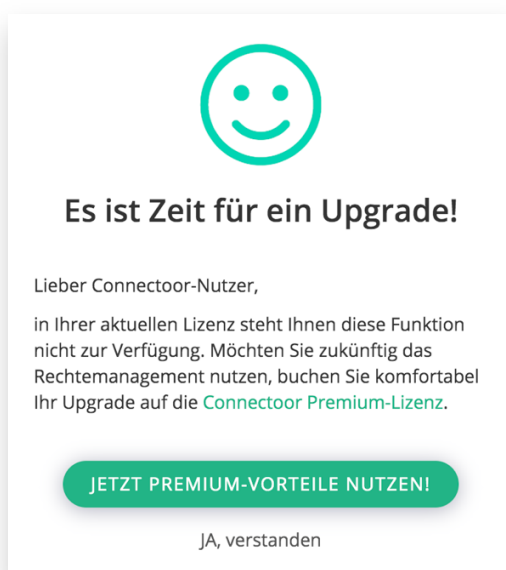 Es ist Zeit für ein Upgrade!
Lieber Connectoor-Nutzer,
in Ihrer aktuellen Lizenz steht Ihnen diese Funktion
nicht zur Verfügung. Möchten Sie zukünftig das
Rechtemanagement nutzen, buchen Sie komfortabel
Ihr Upgrade auf die Connectoor Premium-Lizenz.
JETZT PREMIUM-VORTEILE NUTZEN!
JA, verstanden